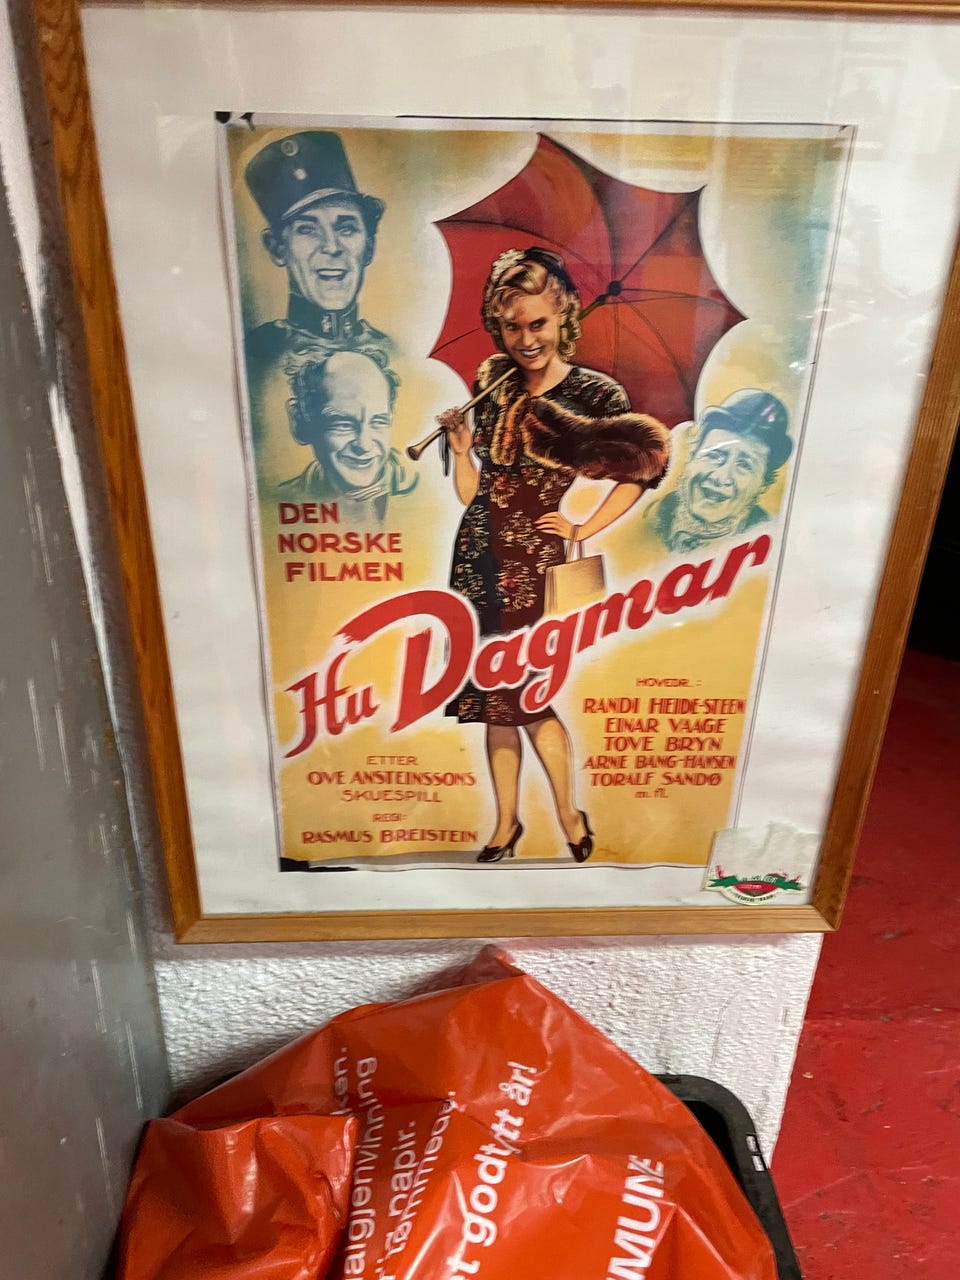 DEN
NORSKE
FILMEN
Hu Dagmar
ETTER
OVE ANSTEINSSONS
SKUESPILL
REGI:
RASMUS BREISTEIN
HOVEDR.:
RANDI HEIDE-STEEN
EINAR VAAGE
TOVE BRYN
ARNE BANG-HANSEN
TORALF SANDØ
m. fl.
godt nytt år!